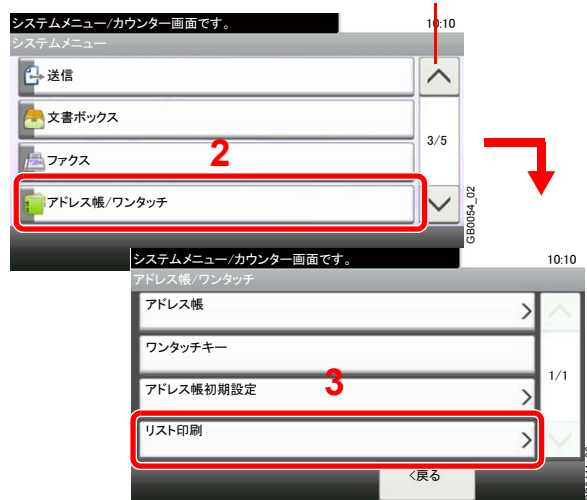 システムメニュー/カウンター画面です。
10:10
システムメニュー
送信
文書ボックス
ファクス
アドレス帳/ワンタッチ
2
3/5
GB0054_02
システムメニュー/カウンター画面です。
10:10
アドレス帳/ワンタッチ
アドレス帳
ワンタッチキー
アドレス帳初期設定
リスト印刷
3
1/1
<戻る